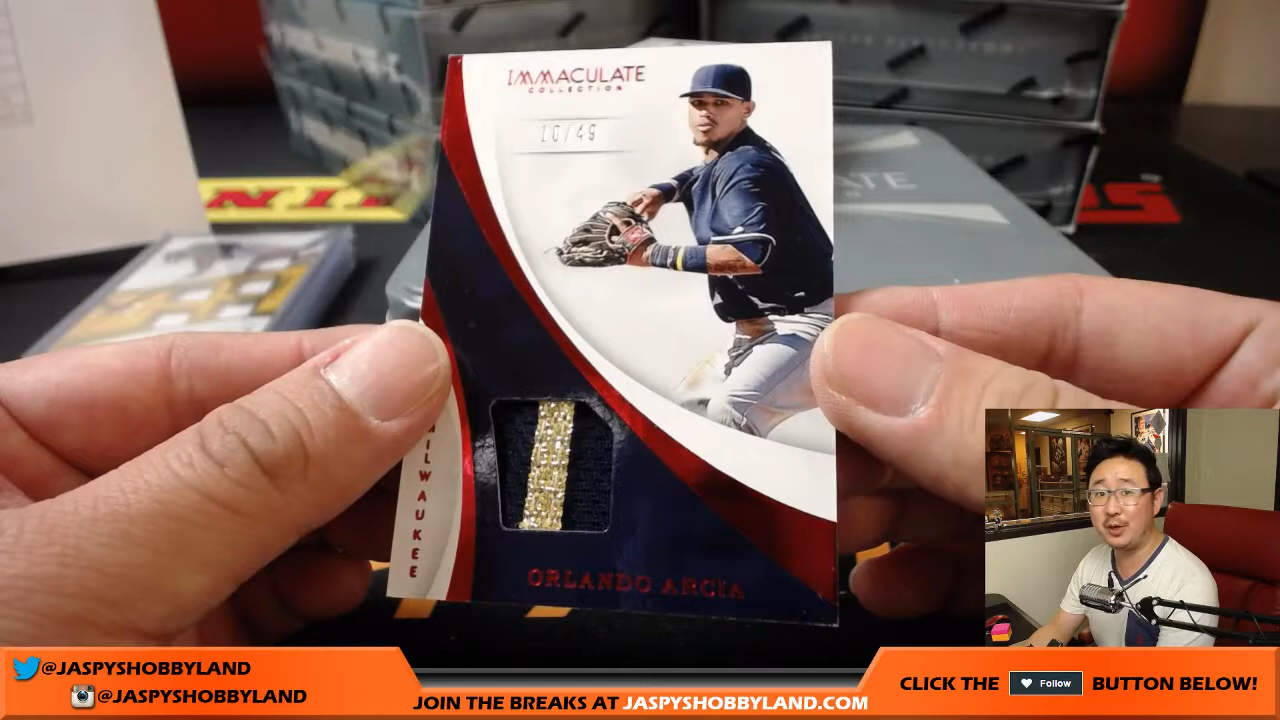 IMMACULATE
COLLECTION
10/49
MILWAUKEE
ORLANDO ARCIA
@JASPYSHOBBYLAND
@JASPYSHOBBYLAND
JOIN THE BREAKS AT JASPYSHOBBYLAND.COM
CLICK THE Follow BUTTON BELOW!